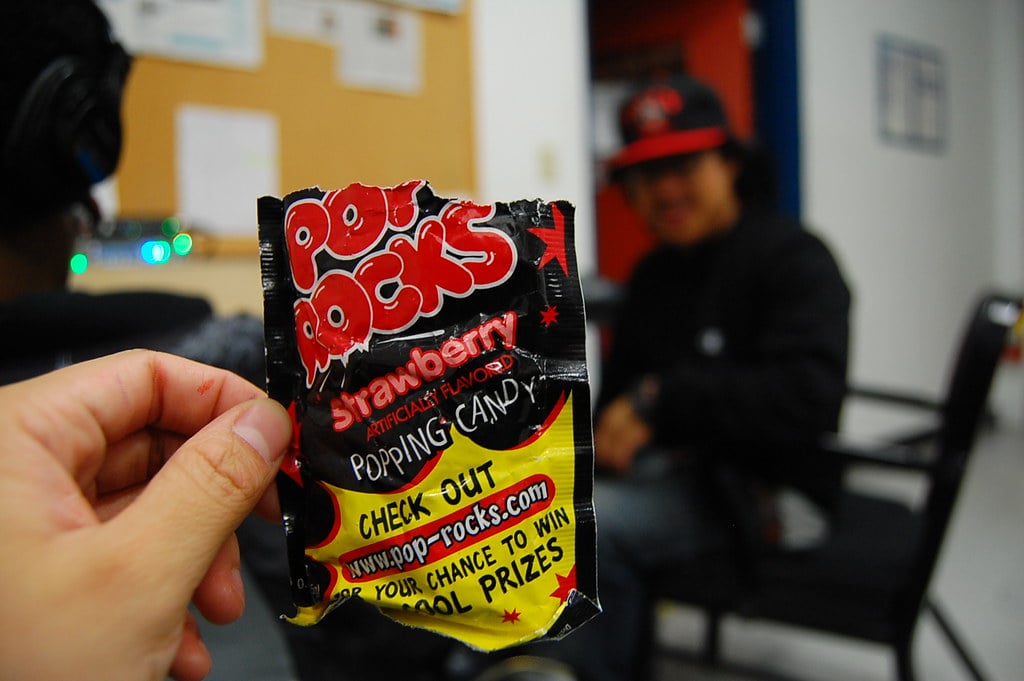 POP
ROCKS
strawberry
ARTIFICIALLY FLAVORED
POPPING CANDY
CHECK OUT
www.pop-rocks.com
FOR YOUR CHANCE TO WIN
COOL PRIZES